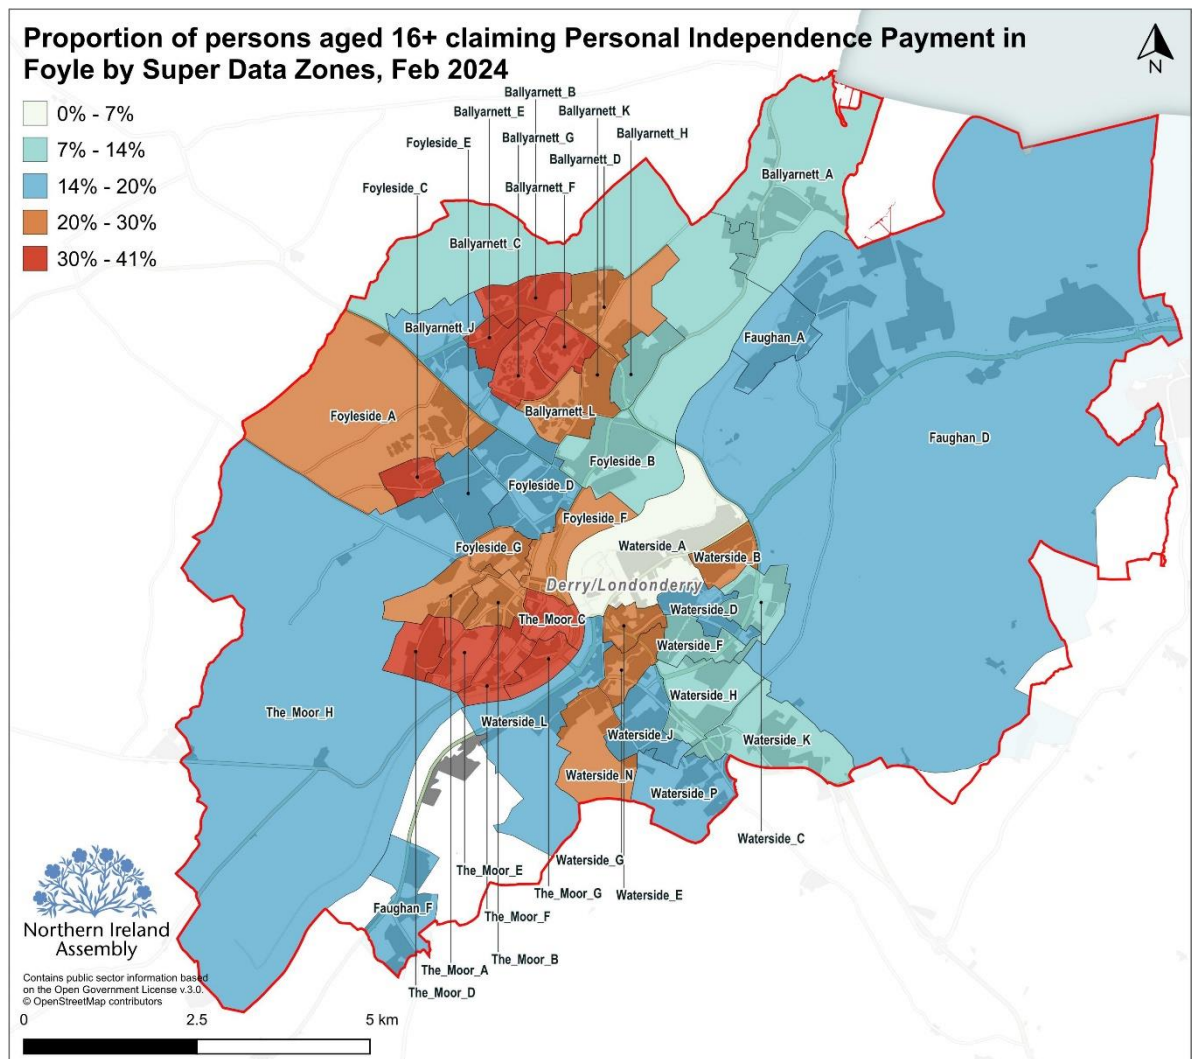 Proportion of persons aged 16+ claiming Personal Independence Payment in
Foyle by Super Data Zones, Feb 2024
N
0% - 7%
7% - 14%
14% - 20%
20% - 30%
30% - 41%
Ballyarnett_B
Ballyarnett_E
Ballyarnett_K
Foyleside_E
Ballyarnett_G
Ballyarnett_H
Ballyarnett_D
Foyleside_C
Ballyarnett_F
Ballyarnett_A
Ballyarnett_C
Ballyarnett_J
Faughan_A
Foyleside_A
Ballyarnett_L
Faughan_D
Foyleside_B
Foyleside_D
Foyleside_F
Foyleside_G
Waterside_A
Waterside_B
Derry/Londonderry
Waterside_D
The_Moor_C
Waterside_F
Waterside_H
The_Moor_H
Waterside_L
Waterside_J
Waterside_K
Waterside_N
Waterside_P
Waterside_C
Waterside_G
The_Moor_E
The_Moor_G
Waterside_E
Faughan_F
The_Moor_F
The_Moor_B
The_Moor_A
The_Moor_D
Northern Ireland
Assembly
Contains public sector information based
on the Open Government License v.3.0.
© OpenStreetMap contributors
0 2.5 5 km